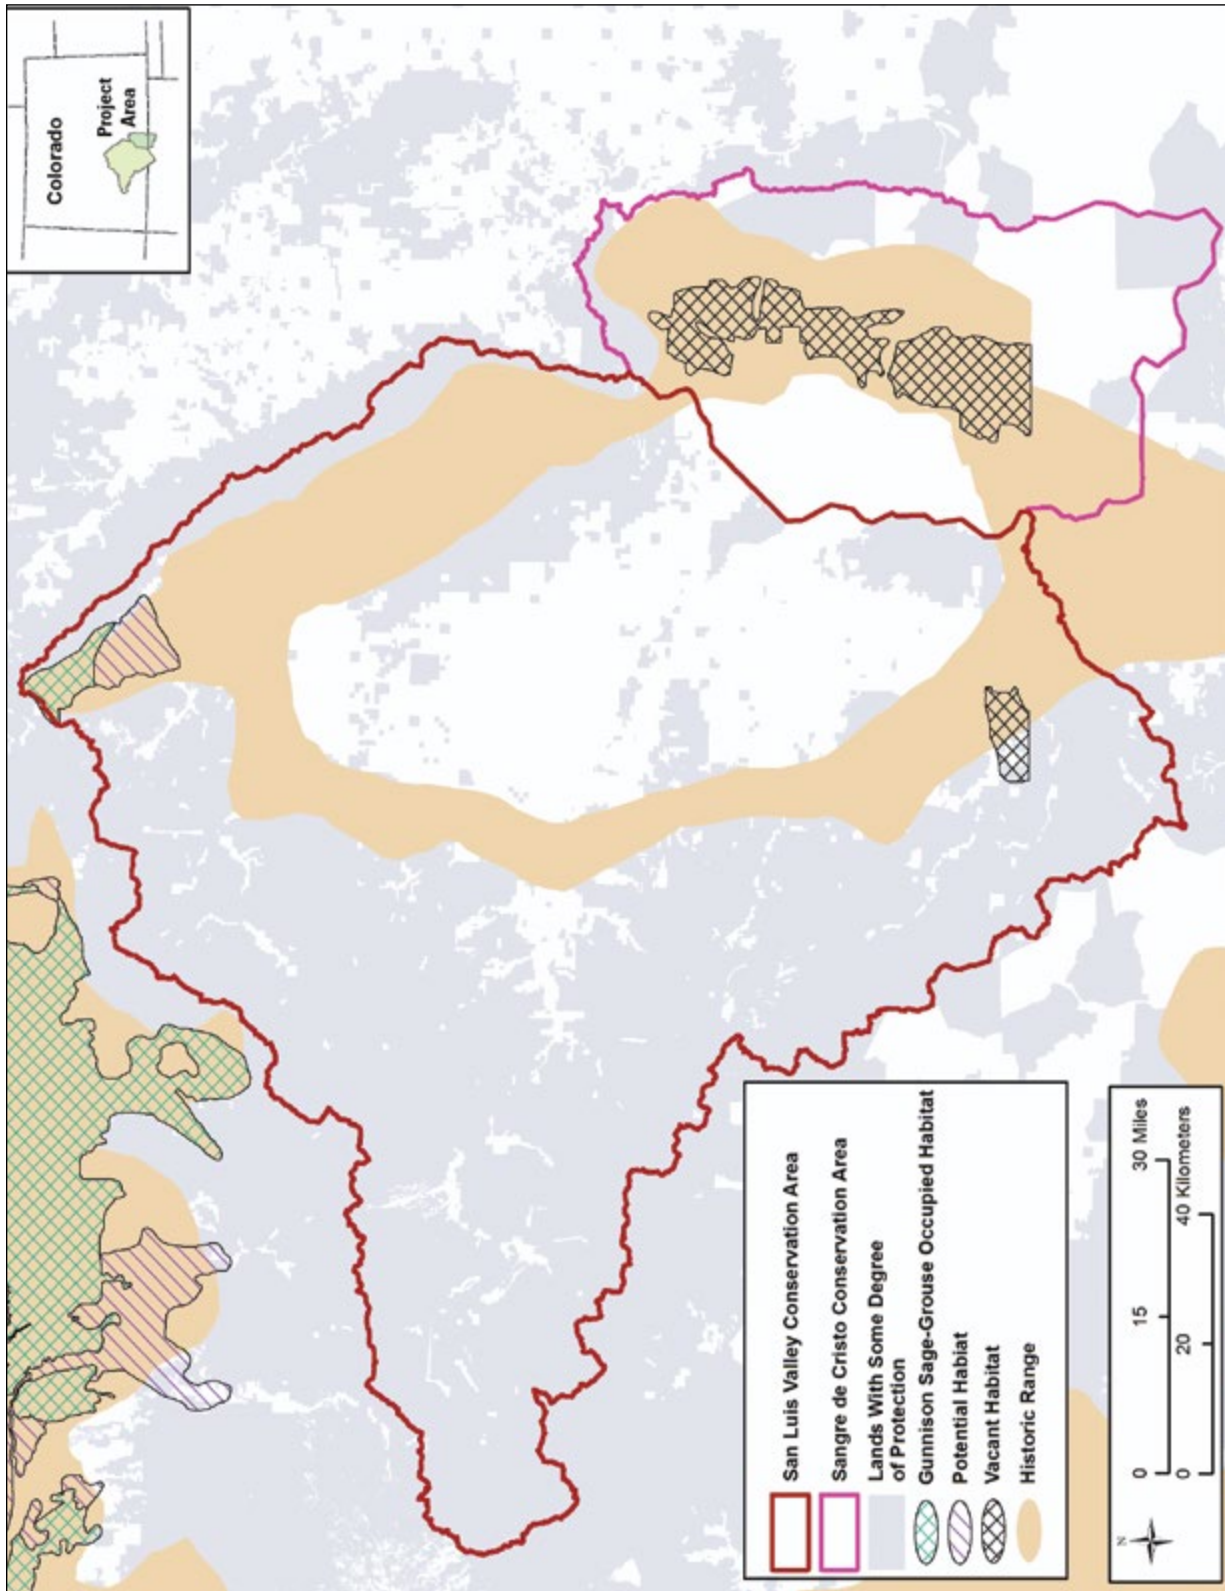 Colorado
Project
Area
San Luis Valley Conservation Area
Sangre de Cristo Conservation Area
Lands With Some Degree
of Protection
Gunnison Sage-Grouse Occupied Habitat
Potential Habiat
Vacant Habitat
Historic Range
N
0 15 30 Miles
0 20 40 Kilometers